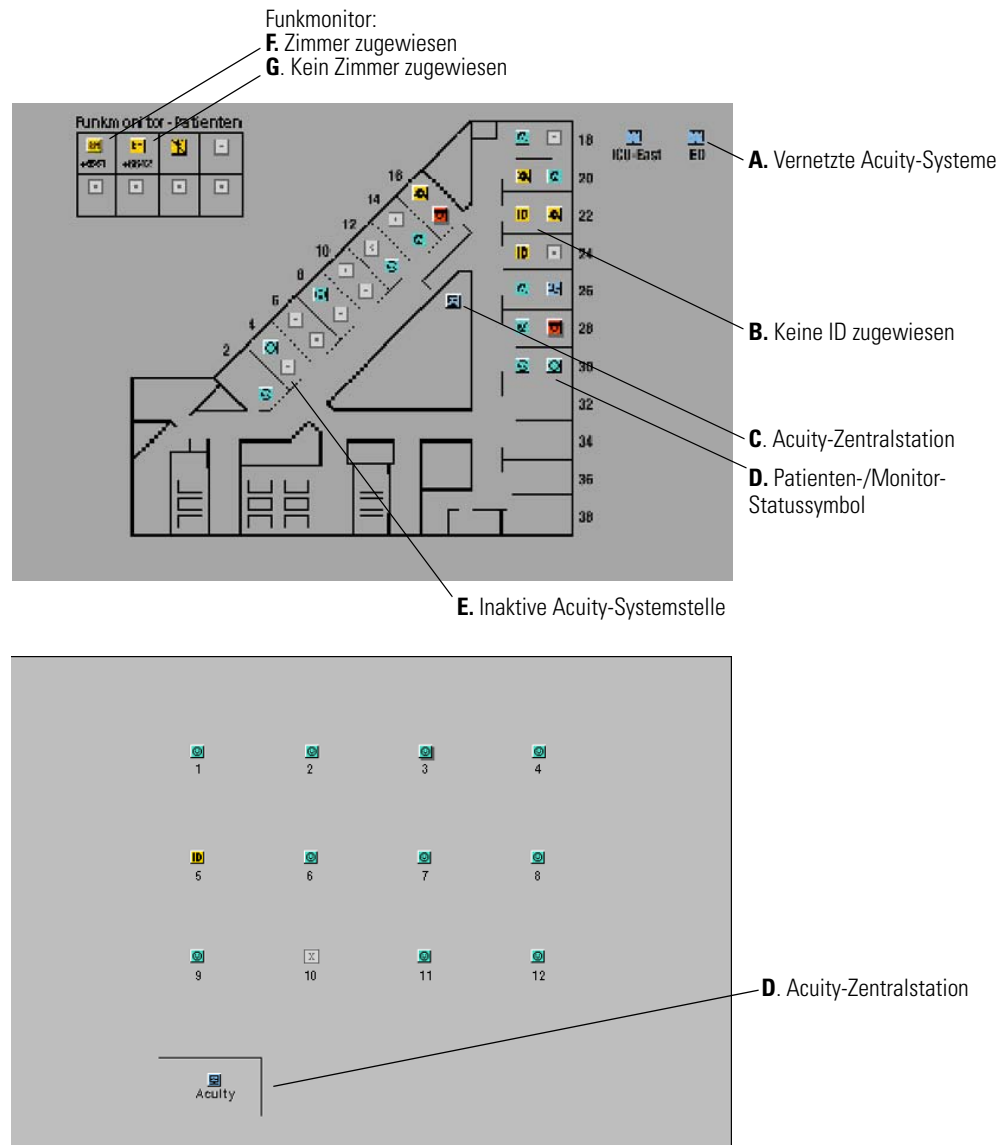 Funkmonitor:
F. Zimmer zugewiesen
G. Kein Zimmer zugewiesen
Funkmonitor-Patienten
18
ICU-East
ED
A. Vernetzte Acuity-Systeme
16
20
14
ID
22
12
10
ID
24
8
26
6
B. Keine ID zugewiesen
28
4
2
30
32
C. Acuity-Zentralstation
34
D. Patienten-/Monitor-
Statussymbol
36
38
E. Inaktive Acuity-Systemstelle
1
2
3
4
ID
5
6
7
8
X
9
10
11
12
D. Acuity-Zentralstation
Acuity